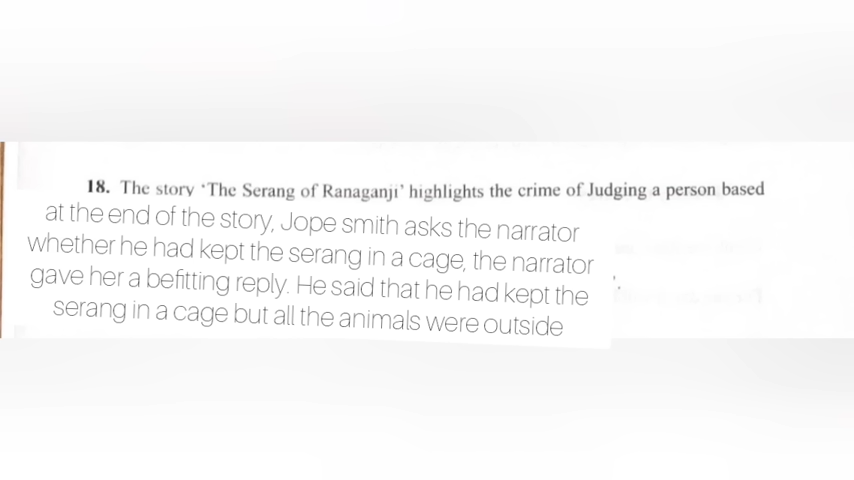 18. The story 'The Serang of Ranaganji' highlights the crime of Judging a person based
at the end of the story, Jope smith asks the narrator
whether he had kept the serang in a cage, the narrator
gave her a befitting reply. He said that he had kept the
serang in a cage but all the animals were outside